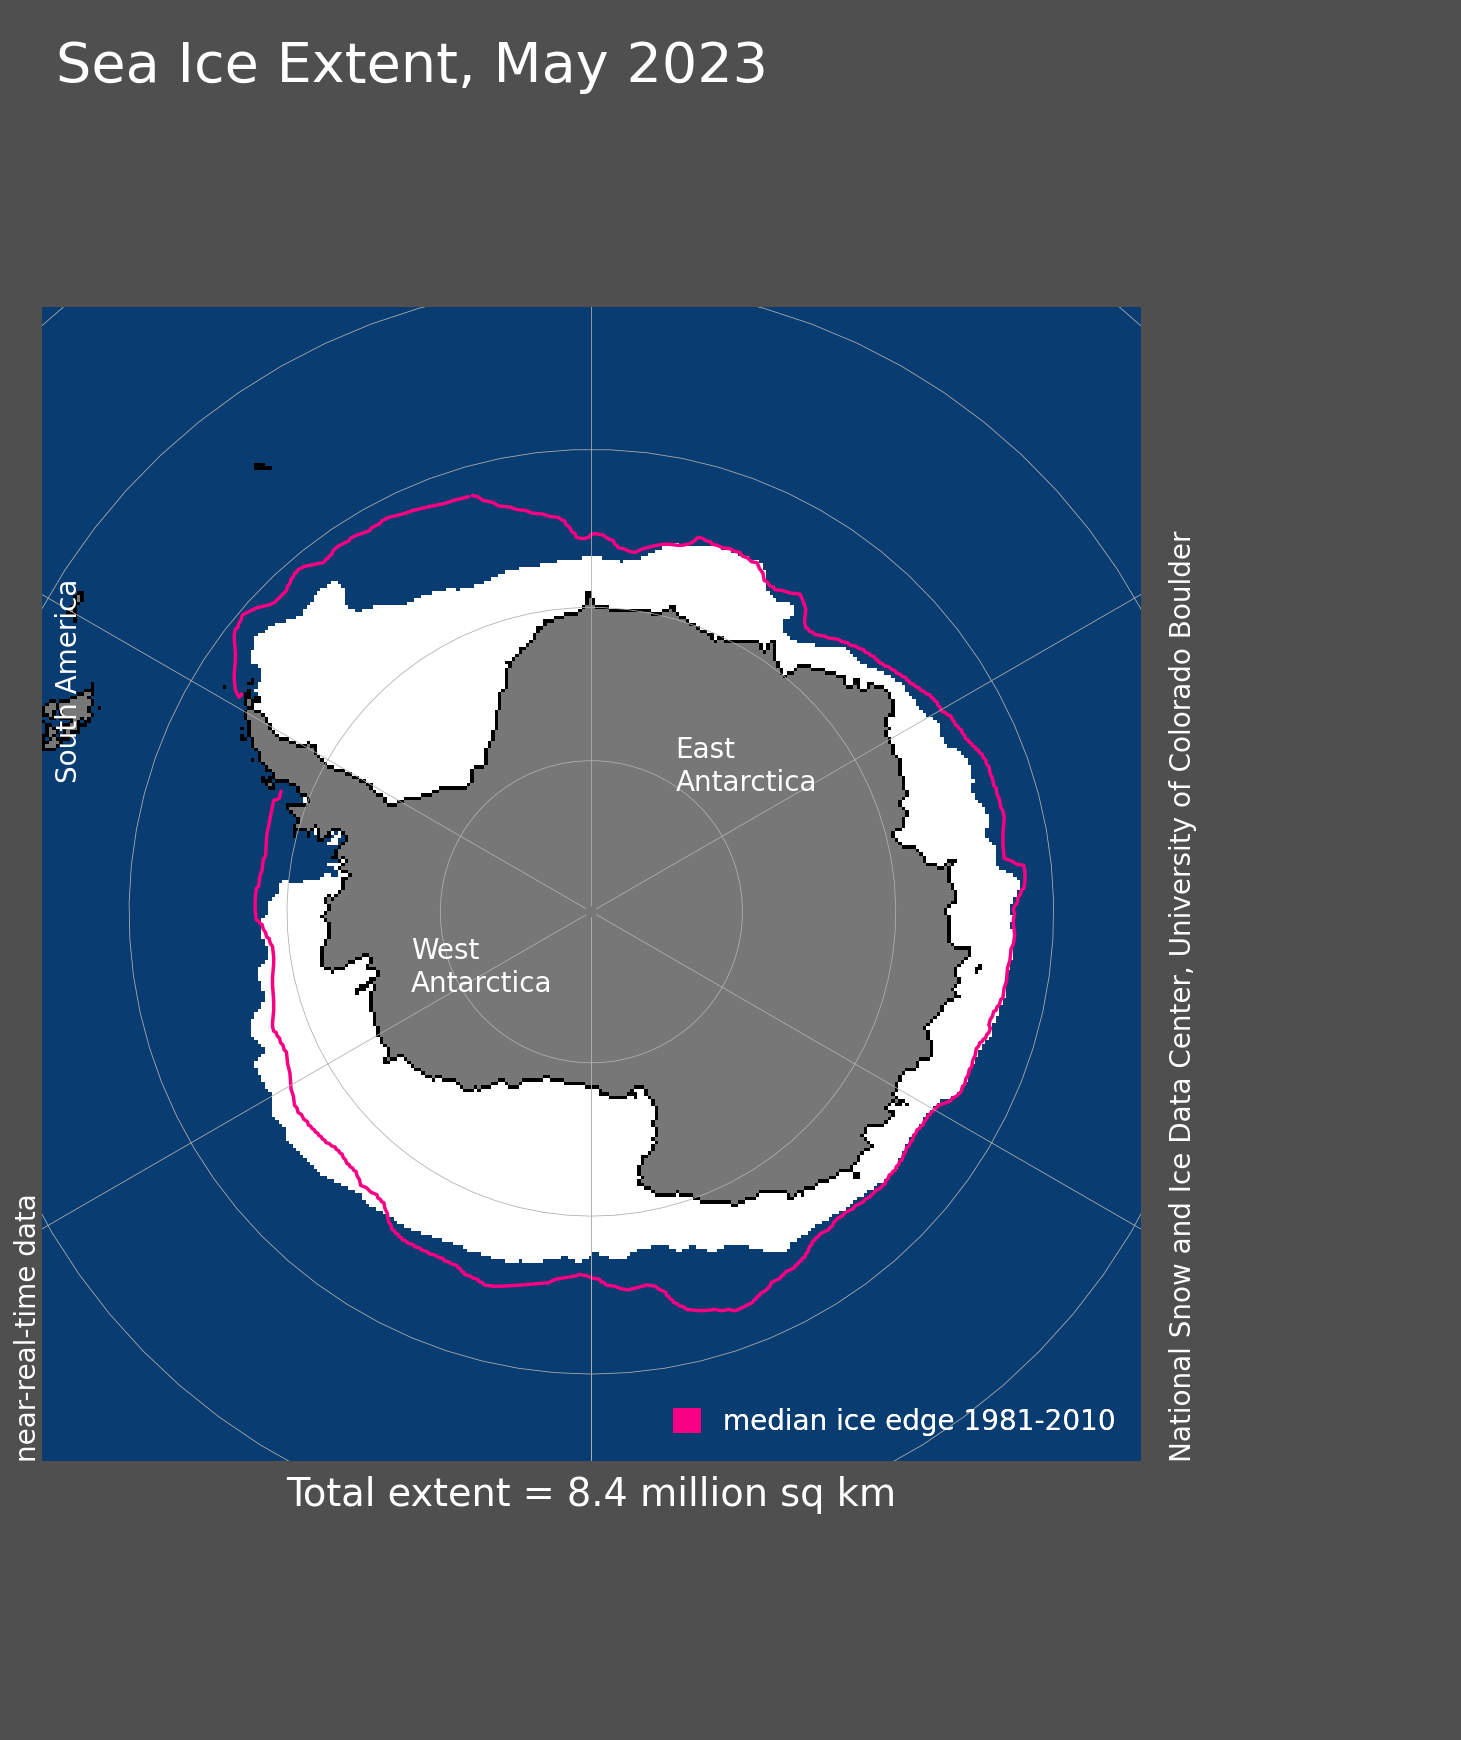 Sea Ice Extent, May 2023
South America
East
Antarctica
West
Antarctica
near-real-time data
National Snow and Ice Data Center, University of Colorado Boulder
median ice edge 1981-2010
Total extent = 8.4 million sq km